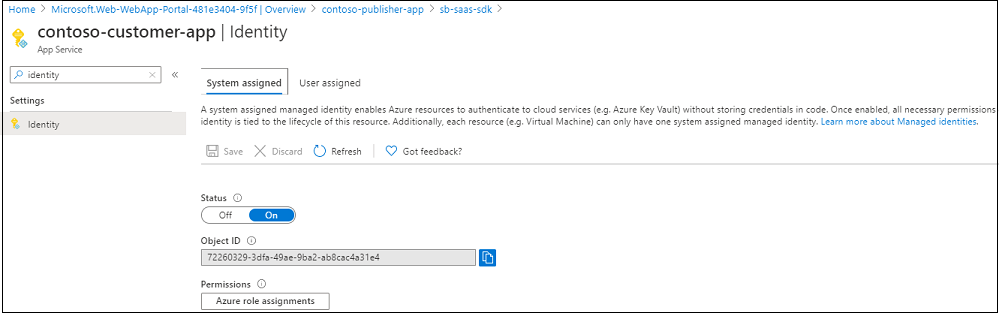 Home > Microsoft.Web-WebApp-Portal-481e3404-9f5f | Overview > contoso-publisher-app > sb-saas-sdk >
contoso-customer-app | Identity
App Service
identity
Settings
Identity
System assigned User assigned
A system assigned managed identity enables Azure resources to authenticate to cloud services (e.g. Azure Key Vault) without storing credentials in code. Once enabled, all necessary permissions
identity is tied to the lifecycle of this resource. Additionally, each resource (e.g. Virtual Machine) can only have one system assigned managed identity. Learn more about Managed identities.
Save Discard Refresh Got feedback?
Status
Off On
Object ID
72260329-3dfa-49ae-9ba2-ab8cac4a31e4
Permissions
Azure role assignments